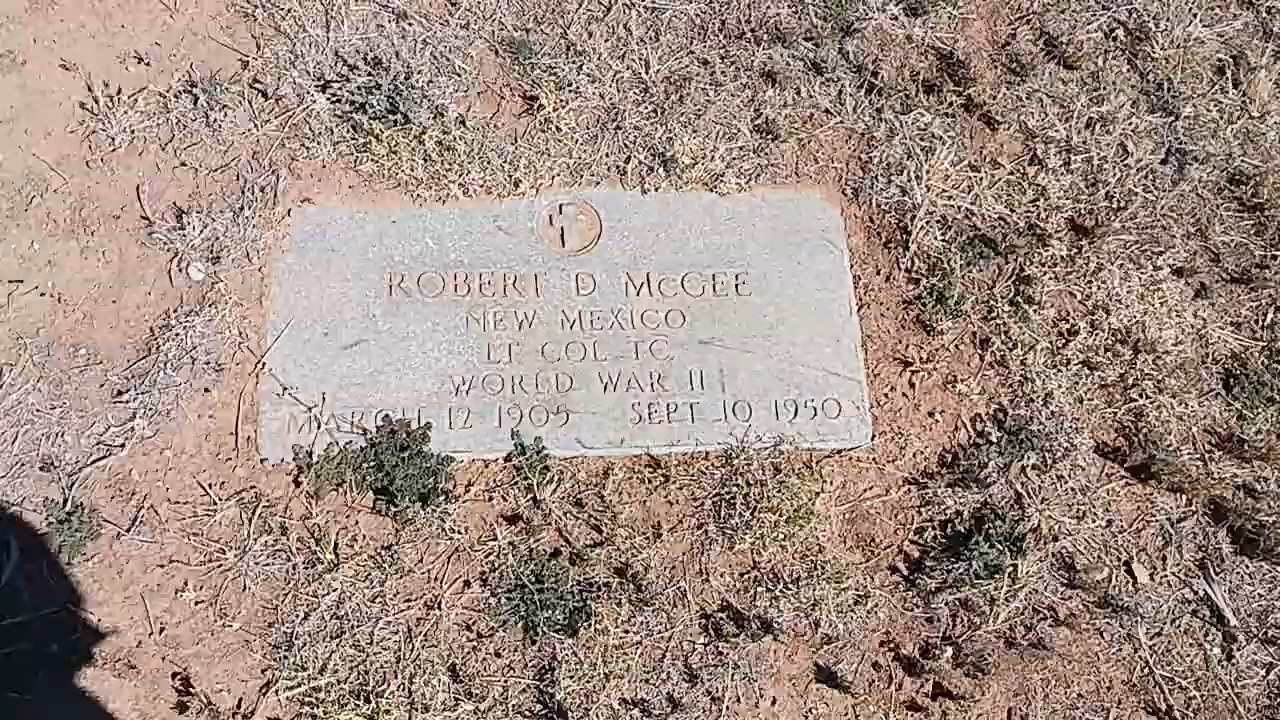 ROBERT D McGEE
NEW MEXICO
LT COL TC
WORLD WAR II
MARCH 12 1905 SEPT 10 1950